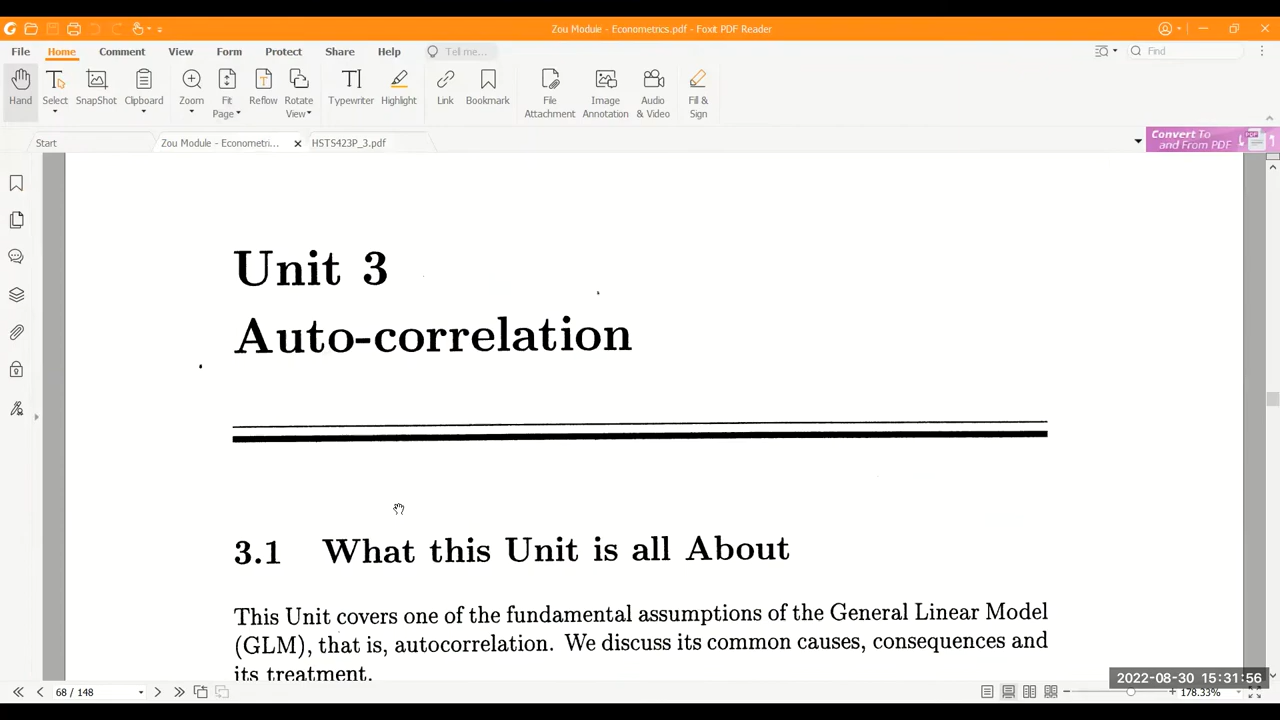 Zou Module - Econometrics.pdf - Foxit PDF Reader
File Home Comment View Form Protect Share Help Tell me... Find
Hand Select SnapShot Clipboard Zoom Fit Page Reflow Rotate View Typewriter Highlight Link Bookmark File Attachment Image Annotation Audio & Video Fill & Sign
Start Zou Module - Econometri... HSTS423P_3.pdf
Convert To
and From PDF
PDF
Unit 3
Auto-correlation
3.1 What this Unit is all About
This Unit covers one of the fundamental assumptions of the General Linear Model
(GLM), that is, autocorrelation. We discuss its common causes, consequences and
its treatment.
2022-08-30 15:31:56
68 / 148 178.33%